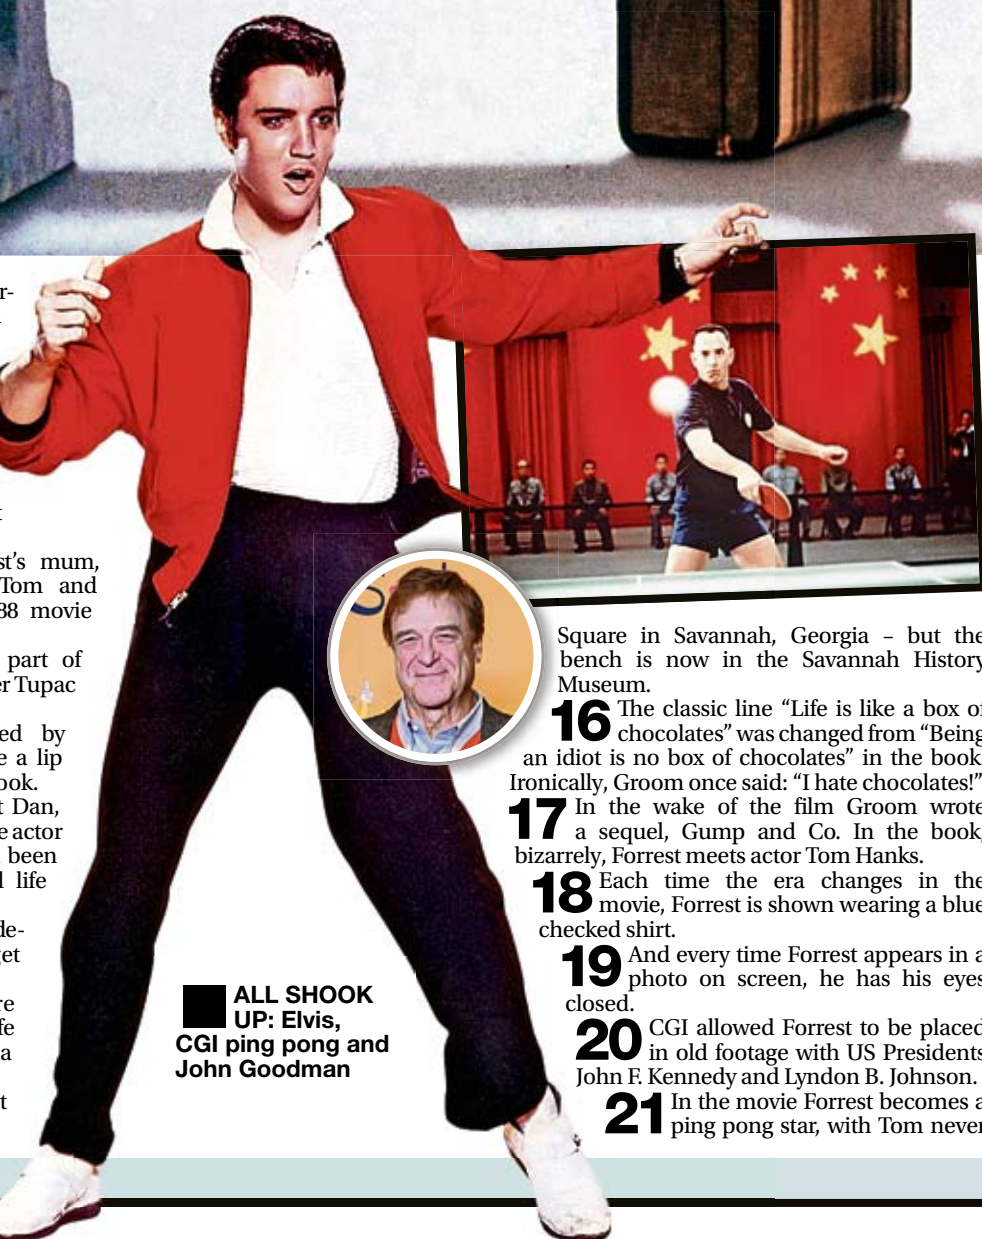 r-
t
st's mum,
Tom and
88 movie
part of
er Tupac
ed by
e a lip
ook.
t Dan,
e actor
been
l life
de-
get
re
fe
a
t
ALL SHOOK
UP: Elvis,
CGI ping pong and
John Goodman
Square in Savannah, Georgia – but the
bench is now in the Savannah History
Museum.
16 The classic line “Life is like a box of
chocolates” was changed from “Being
an idiot is no box of chocolates” in the book.
Ironically, Groom once said: “I hate chocolates!”
17 In the wake of the film Groom wrote
a sequel, Gump and Co. In the book,
bizarrely, Forrest meets actor Tom Hanks.
18 Each time the era changes in the
movie, Forrest is shown wearing a blue
checked shirt.
19 And every time Forrest appears in a
photo on screen, he has his eyes
closed.
20 CGI allowed Forrest to be placed
in old footage with US Presidents
John F. Kennedy and Lyndon B. Johnson.
21 In the movie Forrest becomes a
ping pong star, with Tom never